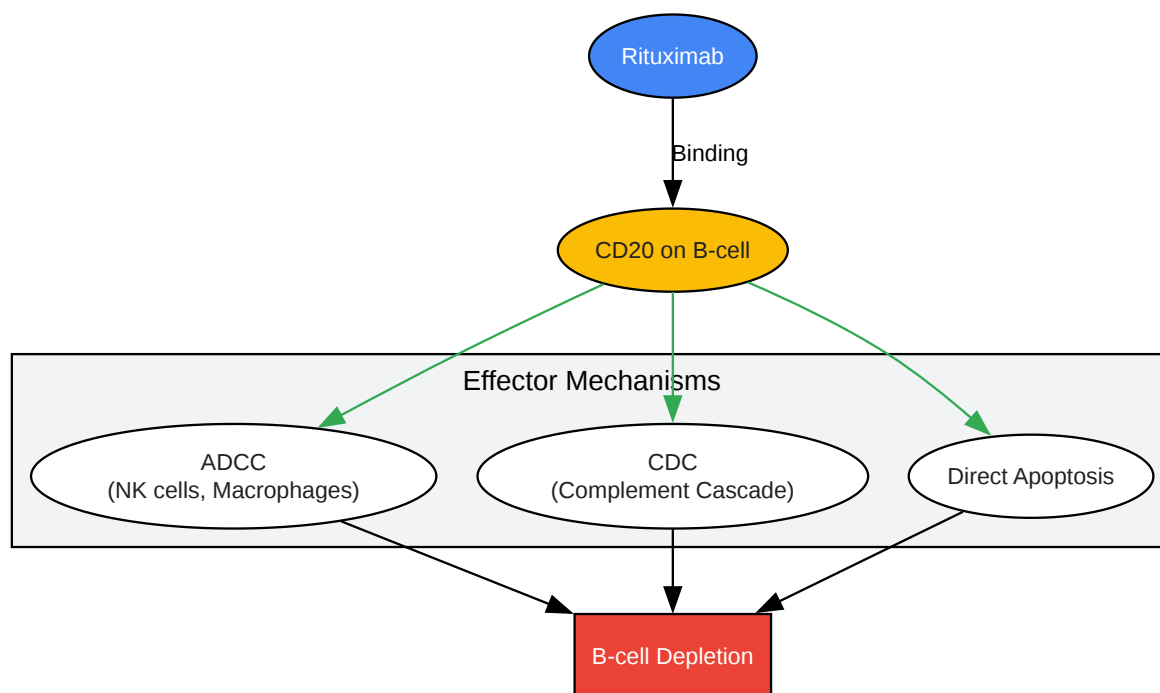 Rituximab
Binding
CD20 on B-cell
Effector Mechanisms
ADCC
(NK cells, Macrophages)
CDC
(Complement Cascade)
Direct Apoptosis
B-cell Depletion